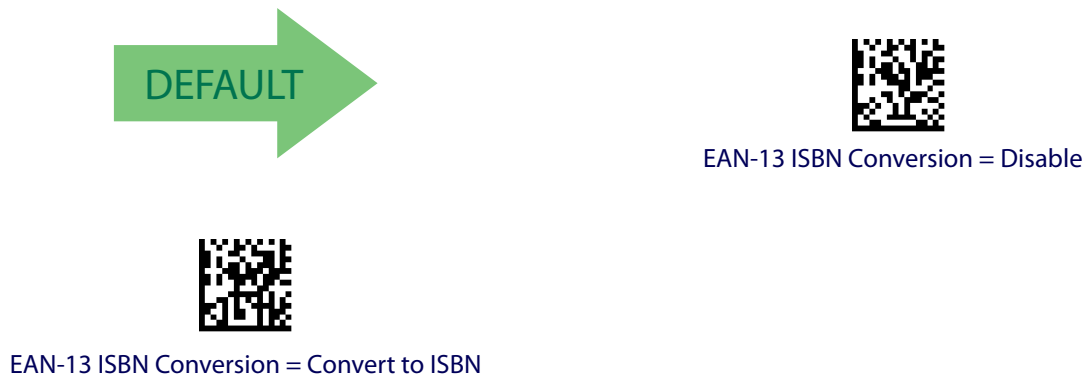 DEFAULT
EAN-13 ISBN Conversion = Disable
EAN-13 ISBN Conversion = Convert to ISBN